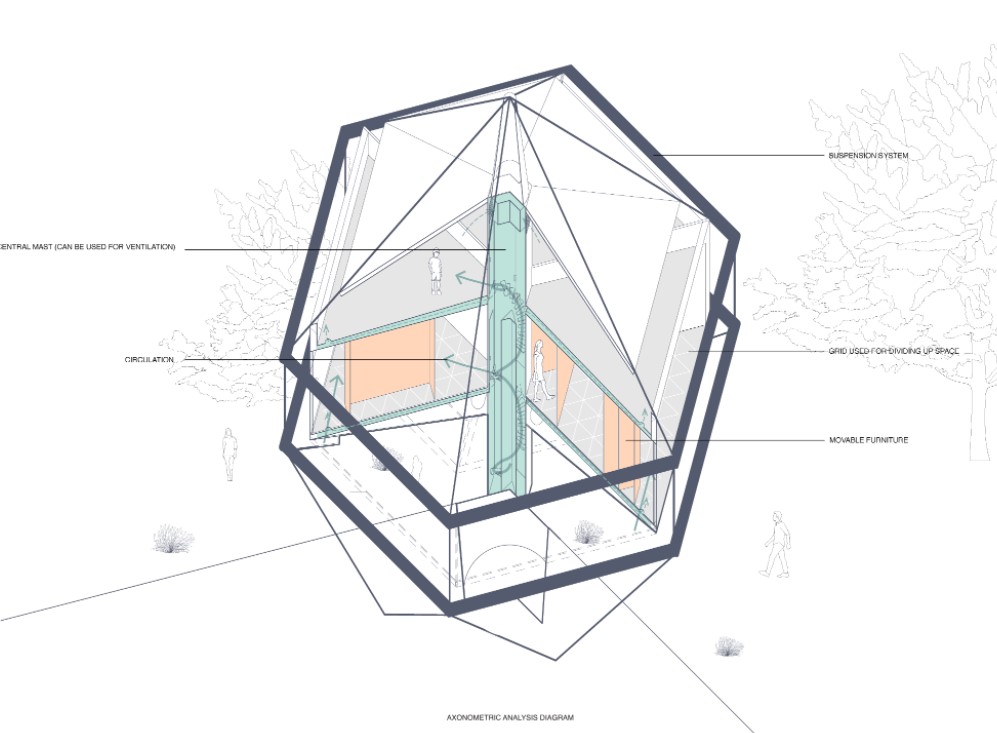 SUSPENSION SYSTEM
CENTRAL MAST (CAN BE USED FOR VENTILATION)
GRID USED FOR DIVIDING UP SPACE
CIRCULATION
MOVABLE FURNITURE
AXONOMETRIC ANALYSIS DIAGRAM